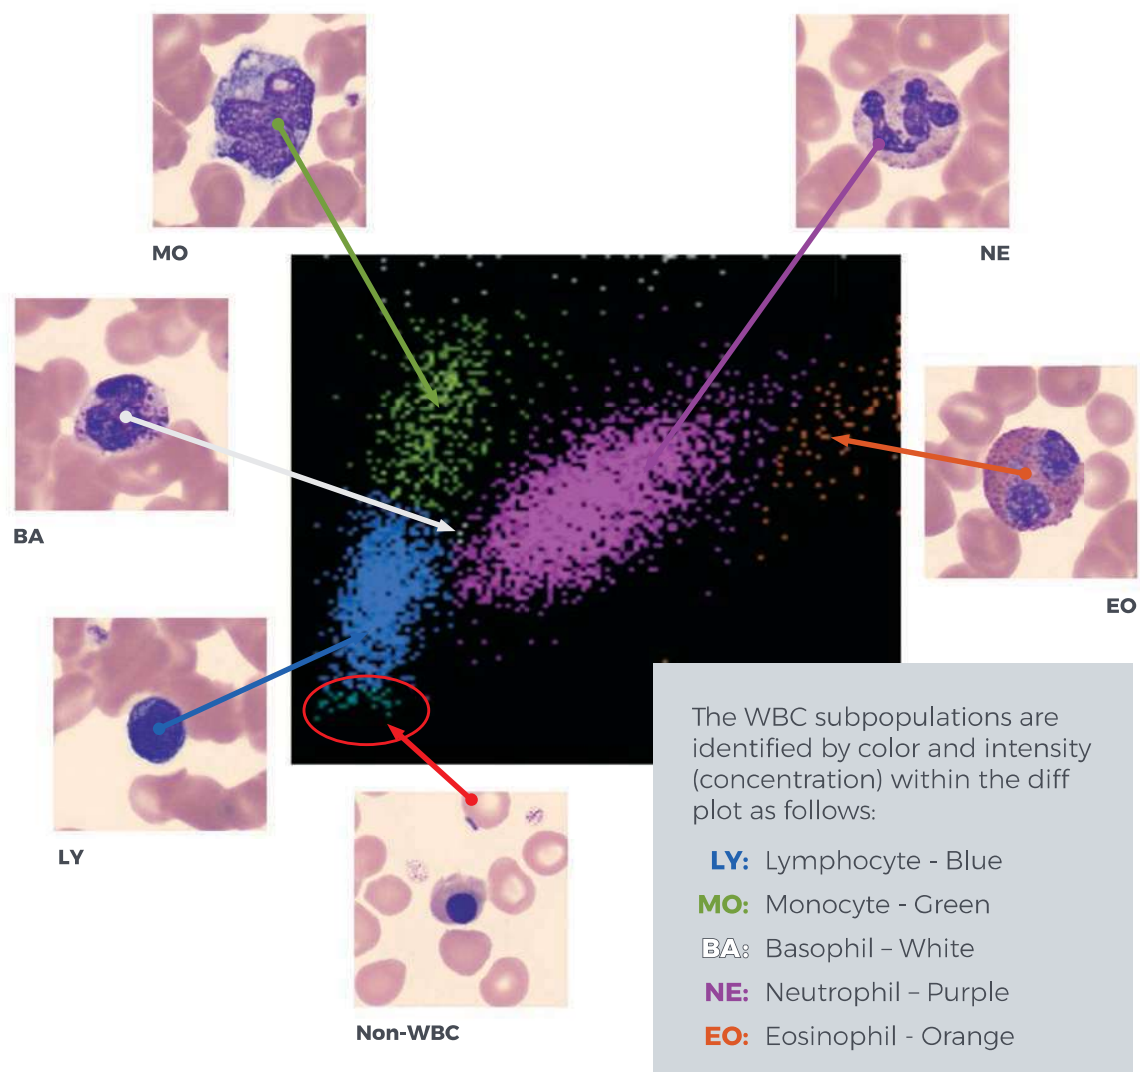 MO
NE
BA
EO
LY
Non-WBC
The WBC subpopulations are
identified by color and intensity
(concentration) within the diff
plot as follows:
LY: Lymphocyte - Blue
MO: Monocyte - Green
BA: Basophil – White
NE: Neutrophil – Purple
EO: Eosinophil - Orange